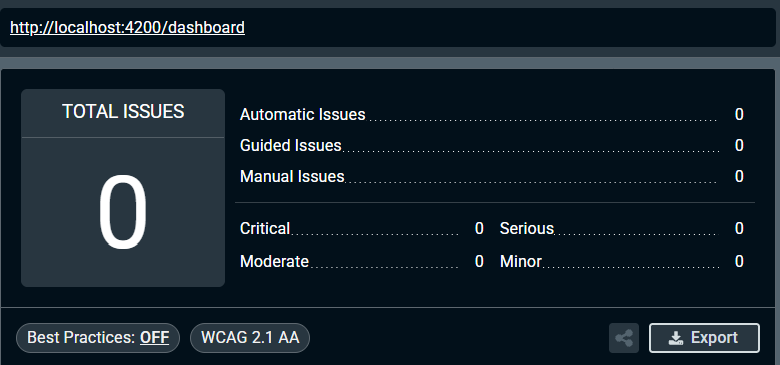 http://localhost:4200/dashboard
TOTAL ISSUES
0
Automatic Issues 0
Guided Issues 0
Manual Issues 0
Critical 0 Serious 0
Moderate 0 Minor 0
Best Practices: OFF WCAG 2.1 AA Export